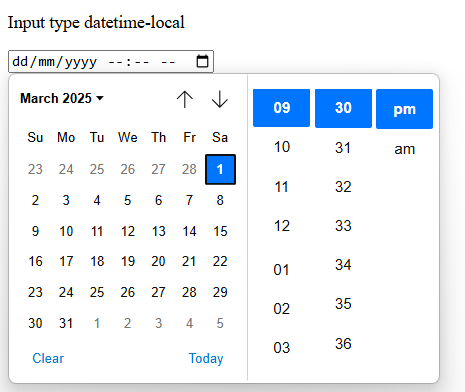 Input type datetime-local
dd/mm/yyyy --:-- --
March 2025
Su Mo Tu We Th Fr Sa
23 24 25 26 27 28 1
2 3 4 5 6 7 8
9 10 11 12 13 14 15
16 17 18 19 20 21 22
23 24 25 26 27 28 29
30 31 1 2 3 4 5
Clear Today
09 30 pm
10 31 am
11 32
12 33
01 34
02 35
03 36